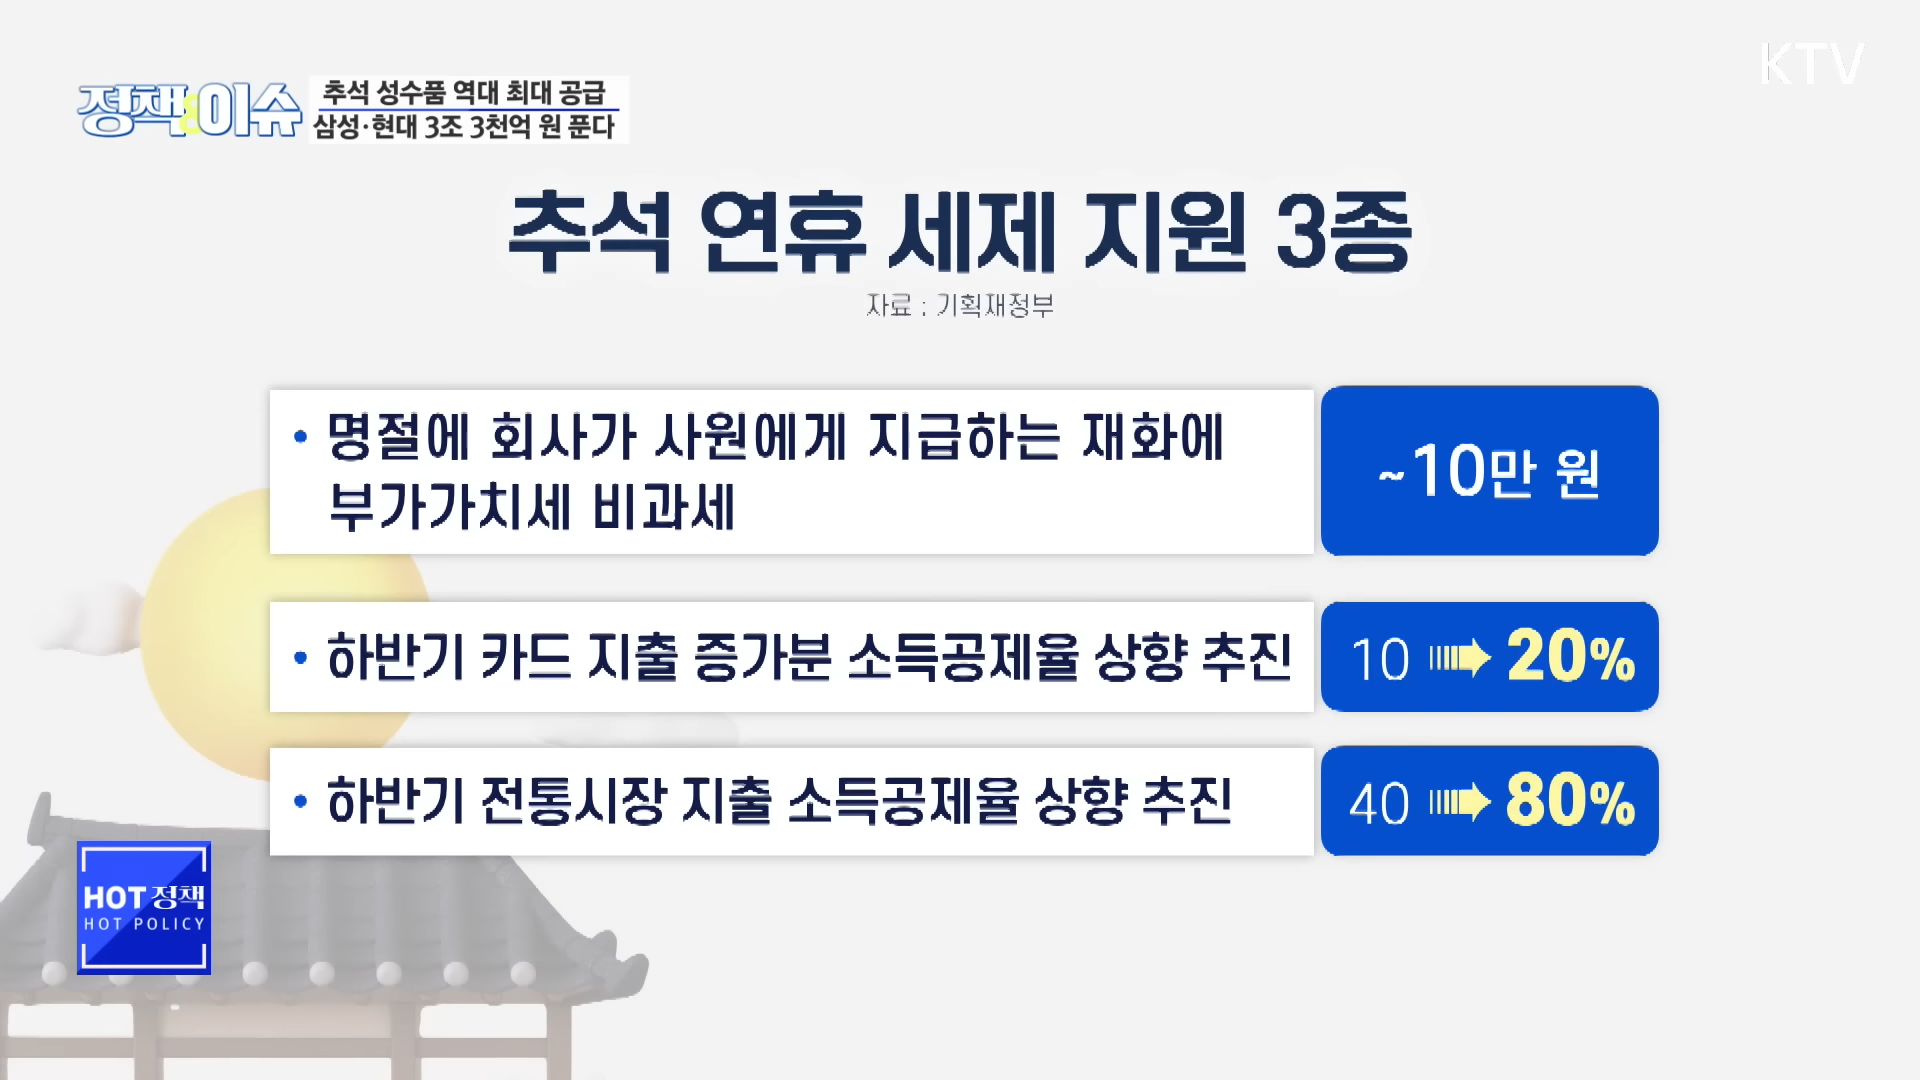 KTV
정책&이슈
추석 성수품 역대 최대 공급
삼성·현대 3조 3천억 원 푼다
추석 연휴 세제 지원 3종
자료 : 기획재정부
• 명절에 회사가 사원에게 지급하는 재화에
부가가치세 비과세
~10만 원
• 하반기 카드 지출 증가분 소득공제율 상향 추진
10 ➡ 20%
• 하반기 전통시장 지출 소득공제율 상향 추진
40 ➡ 80%
HOT정책
HOT POLICY